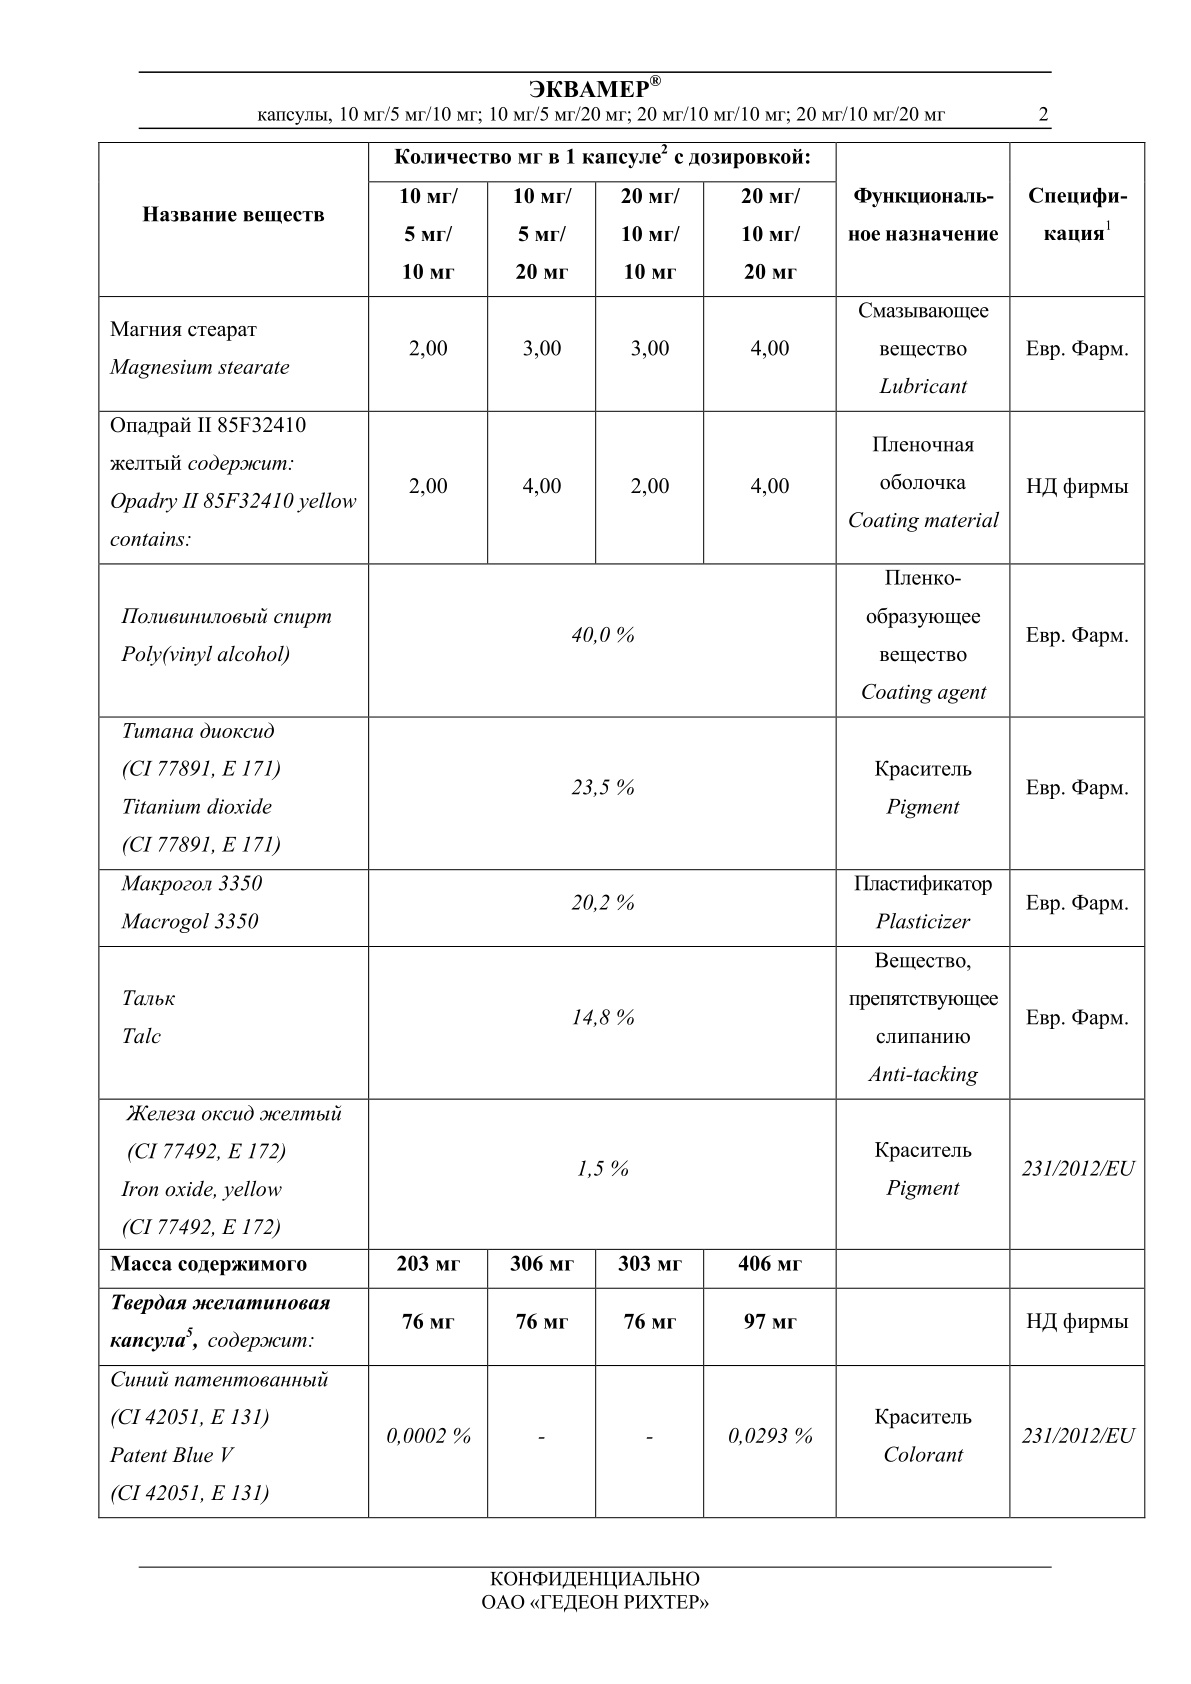 ЭКВАМЕР®
капсулы, 10 мг/5 мг/10 мг; 10 мг/5 мг/20 мг; 20 мг/10 мг/10 мг; 20 мг/10 мг/20 мг 2
Название веществ
Количество мг в 1 капсуле² с дозировкой:
10 мг/
5 мг/
10 мг
10 мг/
5 мг/
20 мг
20 мг/
10 мг/
10 мг
20 мг/
10 мг/
20 мг
Функциональ-
ное назначение
Специфи-
кация¹
Магния стеарат
Magnesium stearate
2,00 3,00 3,00 4,00
Смазывающее
вещество
Lubricant
Евр. Фарм.
Опадрай II 85F32410
желтый содержит:
Opadry II 85F32410 yellow
contains:
2,00 4,00 2,00 4,00
Пленочная
оболочка
Coating material
НД фирмы
Поливиниловый спирт
Poly(vinyl alcohol)
40,0 %
Пленко-
образующее
вещество
Coating agent
Евр. Фарм.
Титана диоксид
(CI 77891, E 171)
Titanium dioxide
(CI 77891, E 171)
23,5 %
Краситель
Pigment
Евр. Фарм.
Макрогол 3350
Macrogol 3350
20,2 %
Пластификатор
Plasticizer
Евр. Фарм.
Тальк
Talc
14,8 %
Вещество,
препятствующее
слипанию
Anti-tacking
Евр. Фарм.
Железа оксид желтый
(CI 77492, E 172)
Iron oxide, yellow
(CI 77492, E 172)
1,5 %
Краситель
Pigment
231/2012/EU
Масса содержимого 203 мг 306 мг 303 мг 406 мг
Твердая желатиновая
капсула⁵, содержит:
76 мг 76 мг 76 мг 97 мг
НД фирмы
Синий патентованный
(CI 42051, E 131)
Patent Blue V
(CI 42051, E 131)
0,0002 % - - 0,0293 %
Краситель
Colorant
231/2012/EU
КОНФИДЕНЦИАЛЬНО
ОАО «ГЕДЕОН РИХТЕР»